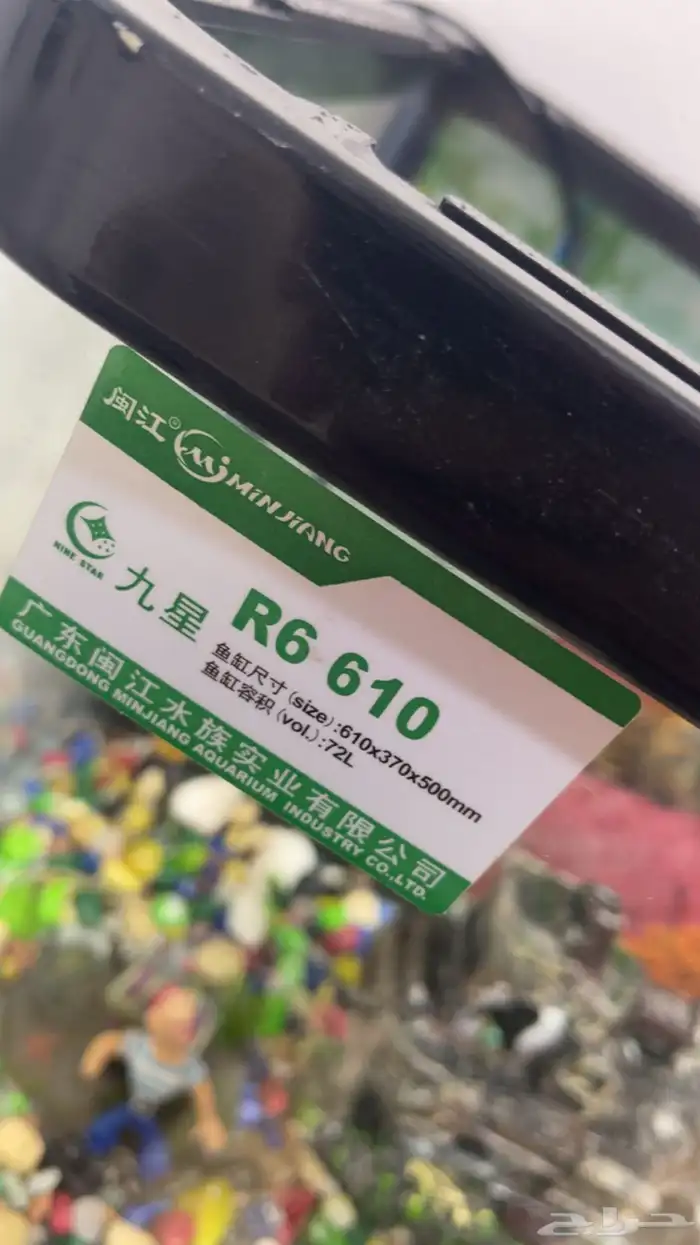 闽江® MINJIANG
NINE STAR
九星 R6 610
鱼缸尺寸(size):610x370x500mm
鱼缸容积(vol.):72L
广东闽江水族实业有限公司
GUANGDONG MINJIANG AQUARIUM INDUSTRY CO.,LTD.
حراج